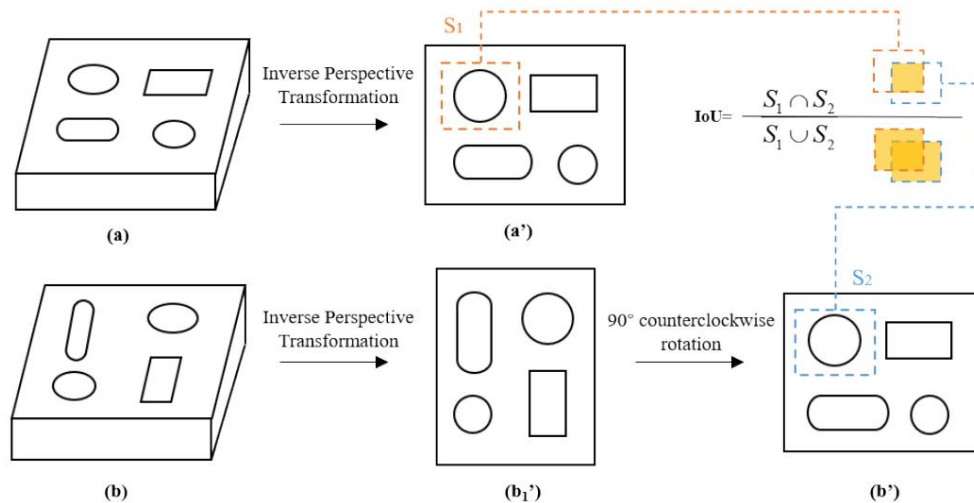 S1
Inverse Perspective
Transformation
IoU=
S1 ∩ S2
S1 ∪ S2
(a)
(a’)
Inverse Perspective
Transformation
90° counterclockwise
rotation
S2
(b)
(b1’)
(b’)